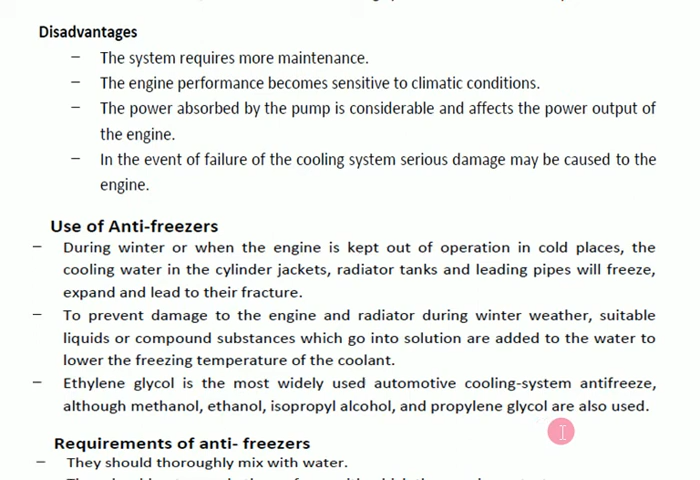 Disadvantages
– The system requires more maintenance.
– The engine performance becomes sensitive to climatic conditions.
– The power absorbed by the pump is considerable and affects the power output of
the engine.
– In the event of failure of the cooling system serious damage may be caused to the
engine.
Use of Anti-freezers
– During winter or when the engine is kept out of operation in cold places, the
cooling water in the cylinder jackets, radiator tanks and leading pipes will freeze,
expand and lead to their fracture.
– To prevent damage to the engine and radiator during winter weather, suitable
liquids or compound substances which go into solution are added to the water to
lower the freezing temperature of the coolant.
– Ethylene glycol is the most widely used automotive cooling-system antifreeze,
although methanol, ethanol, isopropyl alcohol, and propylene glycol are also used.
Requirements of anti- freezers
– They should thoroughly mix with water.